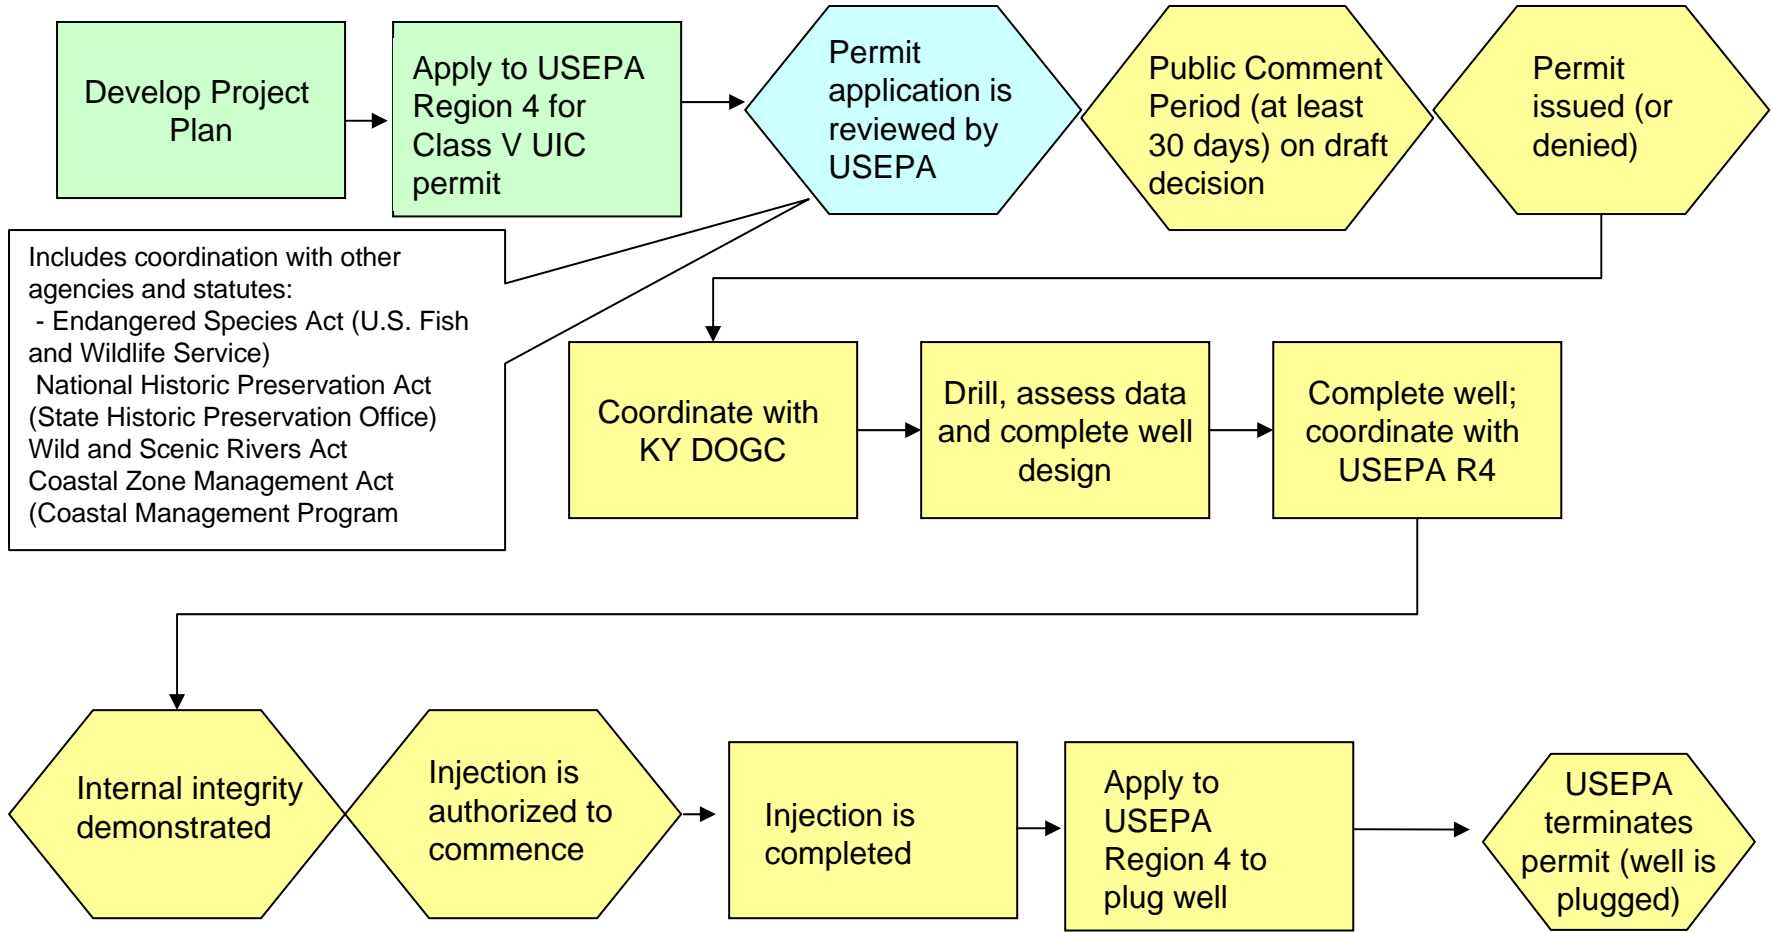 Develop Project
Plan
Apply to USEPA
Region 4 for
Class V UIC
permit
Permit
application is
reviewed by
USEPA
Public Comment
Period (at least
30 days) on draft
decision
Permit
issued (or
denied)
Includes coordination with other
agencies and statutes:
- Endangered Species Act (U.S. Fish
and Wildlife Service)
National Historic Preservation Act
(State Historic Preservation Office)
Wild and Scenic Rivers Act
Coastal Zone Management Act
(Coastal Management Program
Coordinate with
KY DOGC
Drill, assess data
and complete well
design
Complete well;
coordinate with
USEPA R4
Internal integrity
demonstrated
Injection is
authorized to
commence
Injection is
completed
Apply to
USEPA
Region 4 to
plug well
USEPA
terminates
permit (well is
plugged)